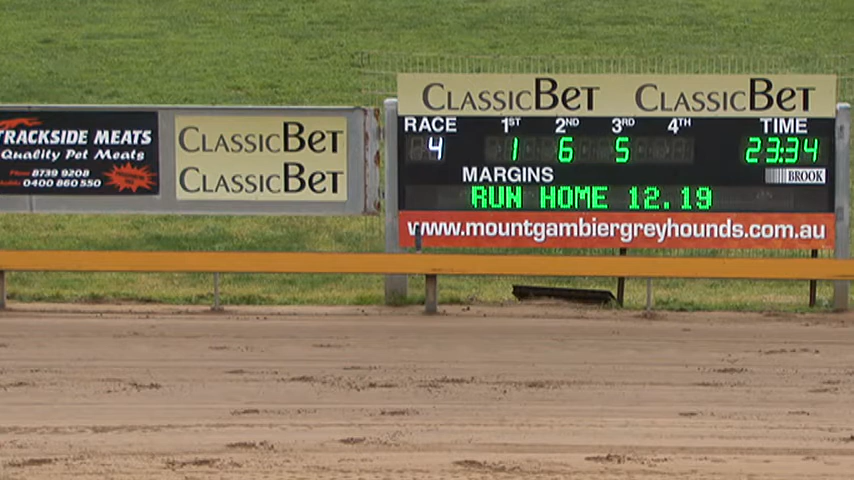 TRACKSIDE MEATS
Quality Pet Meats
Phone 8739 9208
0400 860 550
CLASSICBET
CLASSICBET
CLASSICBET CLASSICBET
RACE 1ST 2ND 3RD 4TH TIME
4 1 6 5 23:34
MARGINS BROOK
RUN HOME 12.19
www.mountgambiergreyhounds.com.au